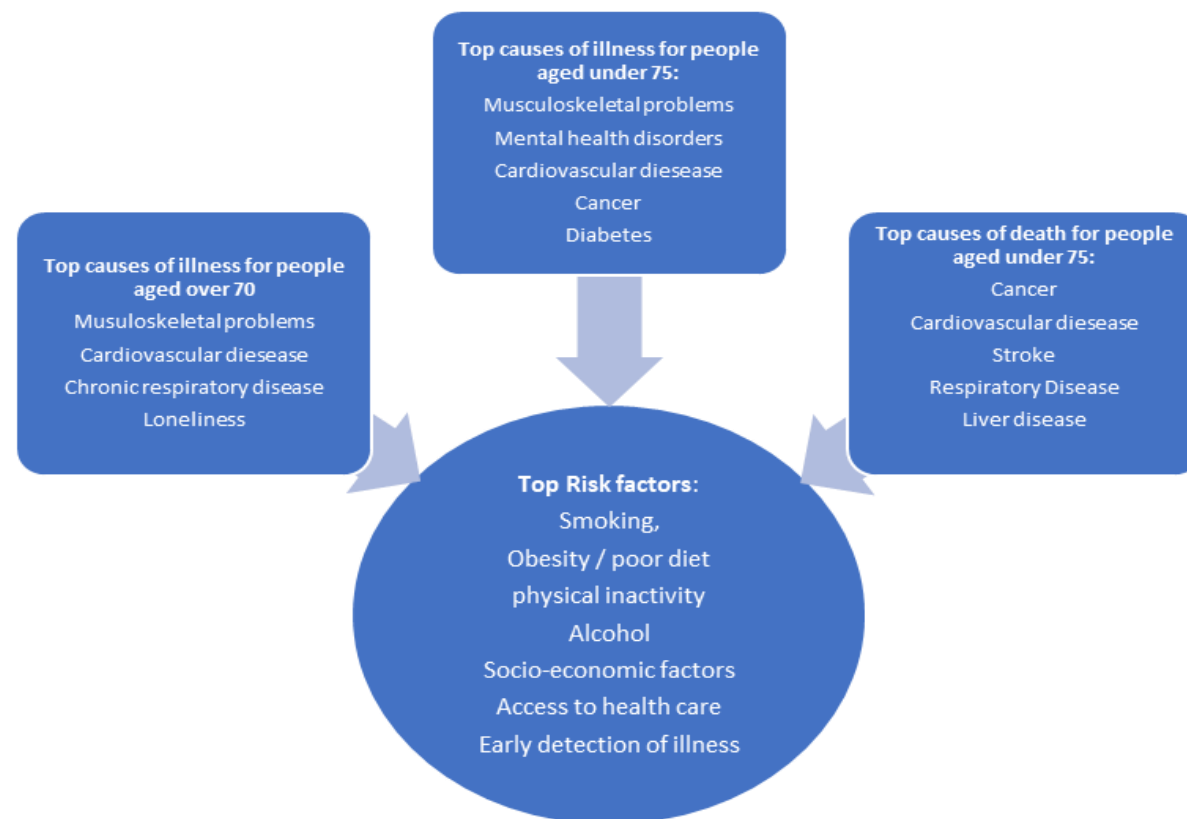 Top causes of illness for people
aged under 75:
Musculoskeletal problems
Mental health disorders
Cardiovascular diesease
Cancer
Diabetes
Top causes of illness for people
aged over 70
Musuloskeletal problems
Cardiovascular diesease
Chronic respiratory disease
Loneliness
Top causes of death for people
aged under 75:
Cancer
Cardiovascular diesease
Stroke
Respiratory Disease
Liver disease
Top Risk factors:
Smoking,
Obesity / poor diet
physical inactivity
Alcohol
Socio-economic factors
Access to health care
Early detection of illness